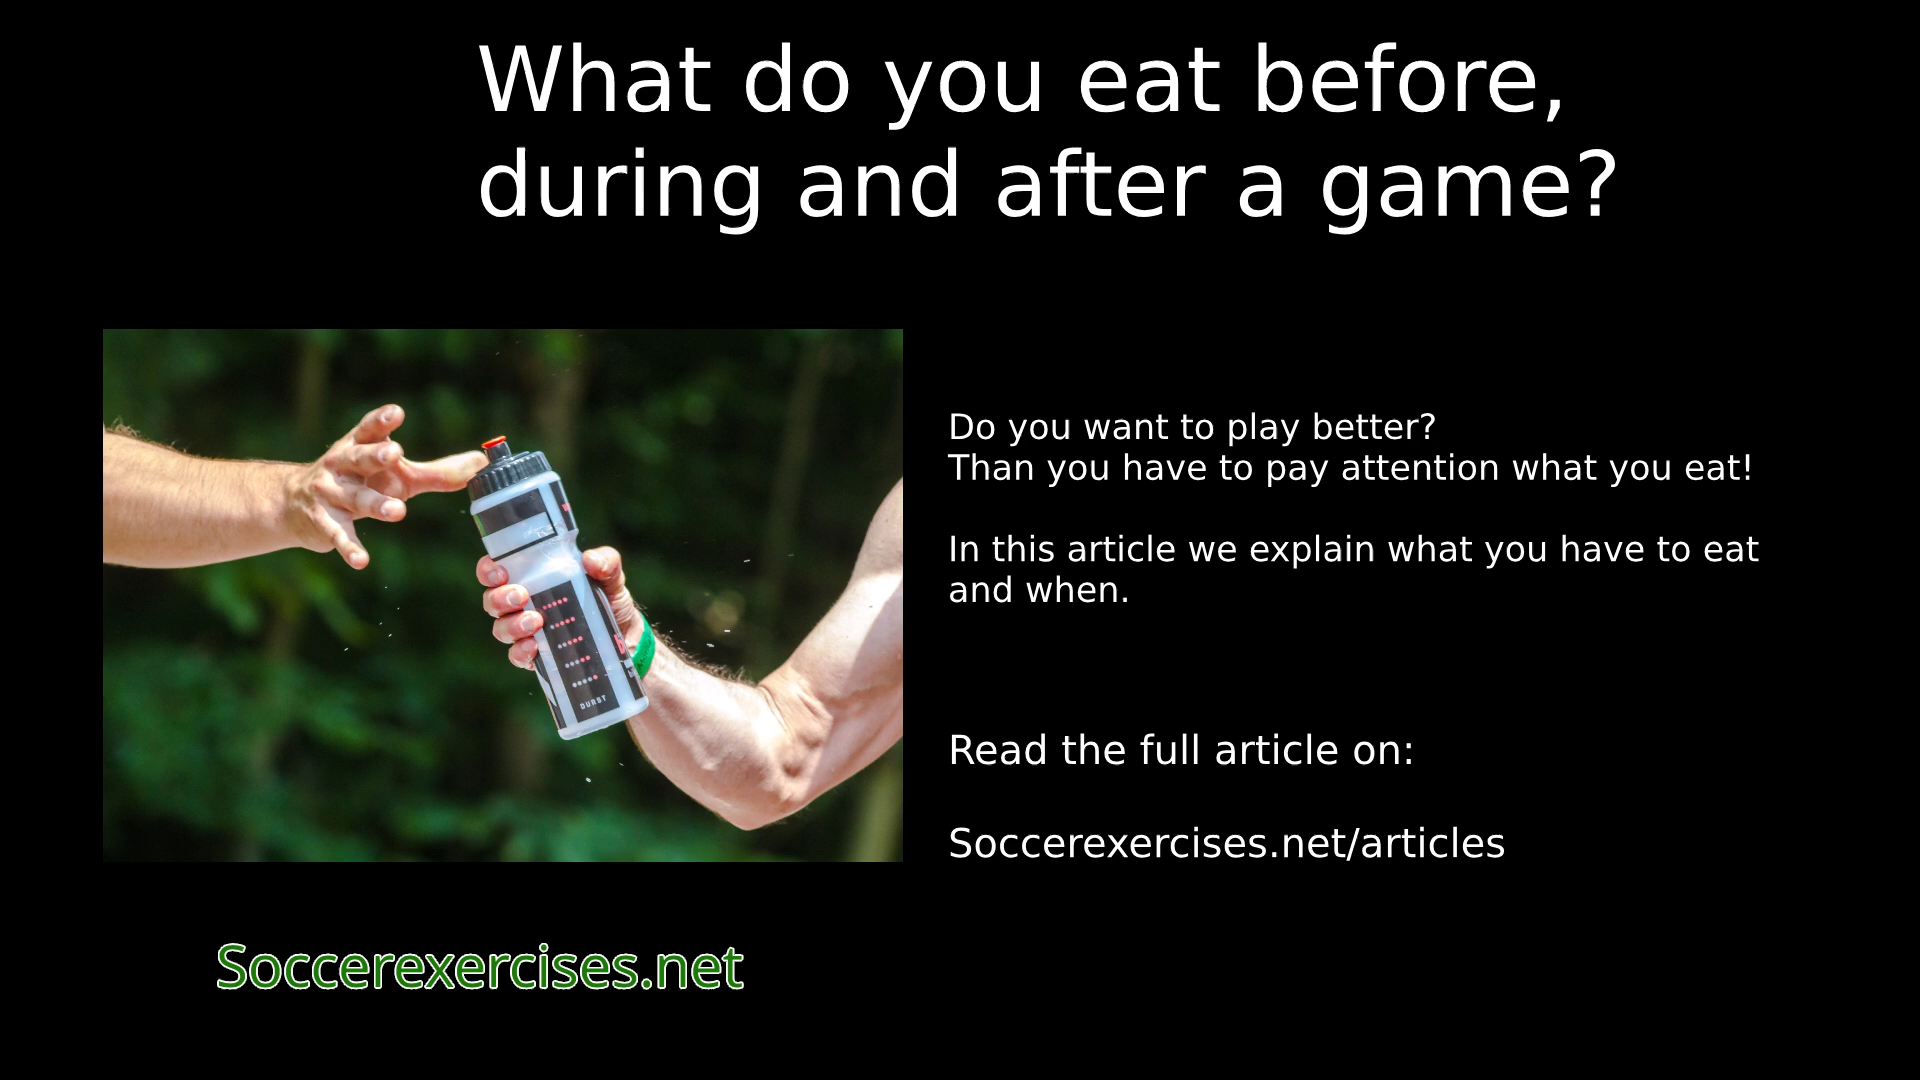 What do you eat before,
during and after a game?
Do you want to play better?
Than you have to pay attention what you eat!
In this article we explain what you have to eat
and when.
Read the full article on:
Soccerexercises.net/articles
DURST
Soccerexercises.net